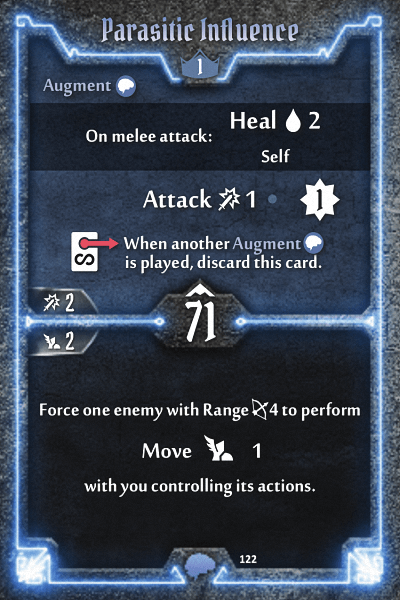 Parasitic Influence
1
Augment
On melee attack:
Heal 2
Self
Attack 1
1
When another Augment
is played, discard this card.
2
71
2
Force one enemy with Range 4 to perform
Move 1
with you controlling its actions.
122